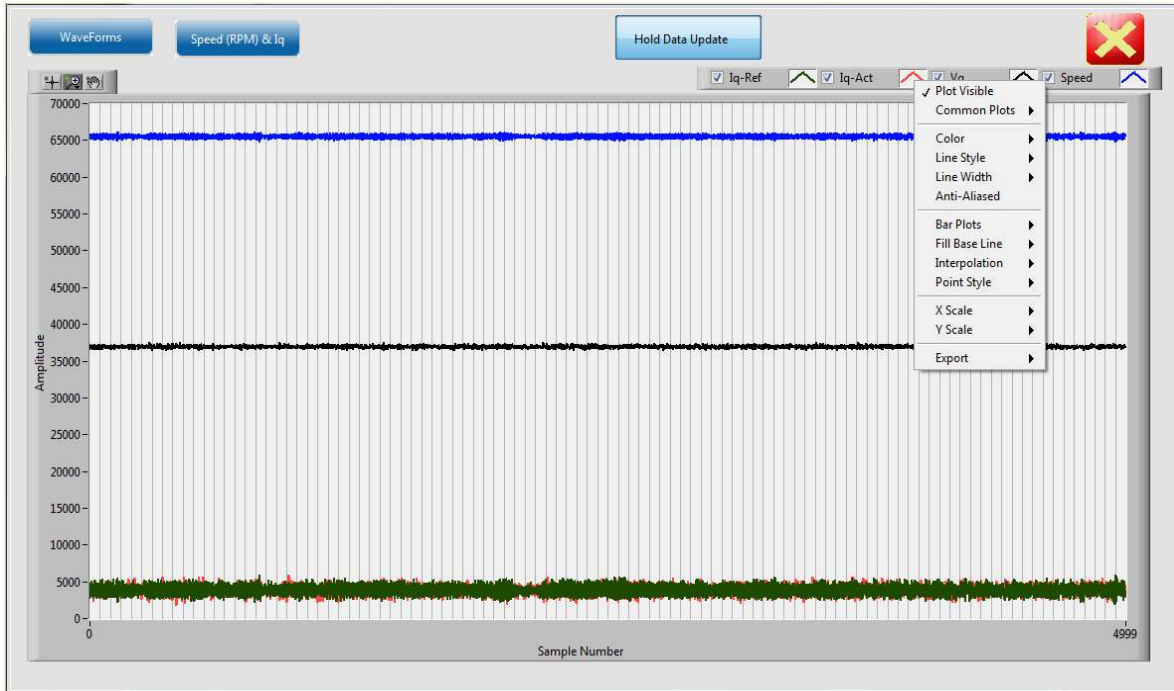 WaveForms
Speed (RPM) & Iq
Hold Data Update
Iq-Ref
Iq-Act
Vq
Speed
Plot Visible
Common Plots
Color
Line Style
Line Width
Anti-Aliased
Bar Plots
Fill Base Line
Interpolation
Point Style
X Scale
Y Scale
Export
Amplitude
70000
65000
60000
55000
50000
45000
40000
35000
30000
25000
20000
15000
10000
5000
0
0
4999
Sample Number